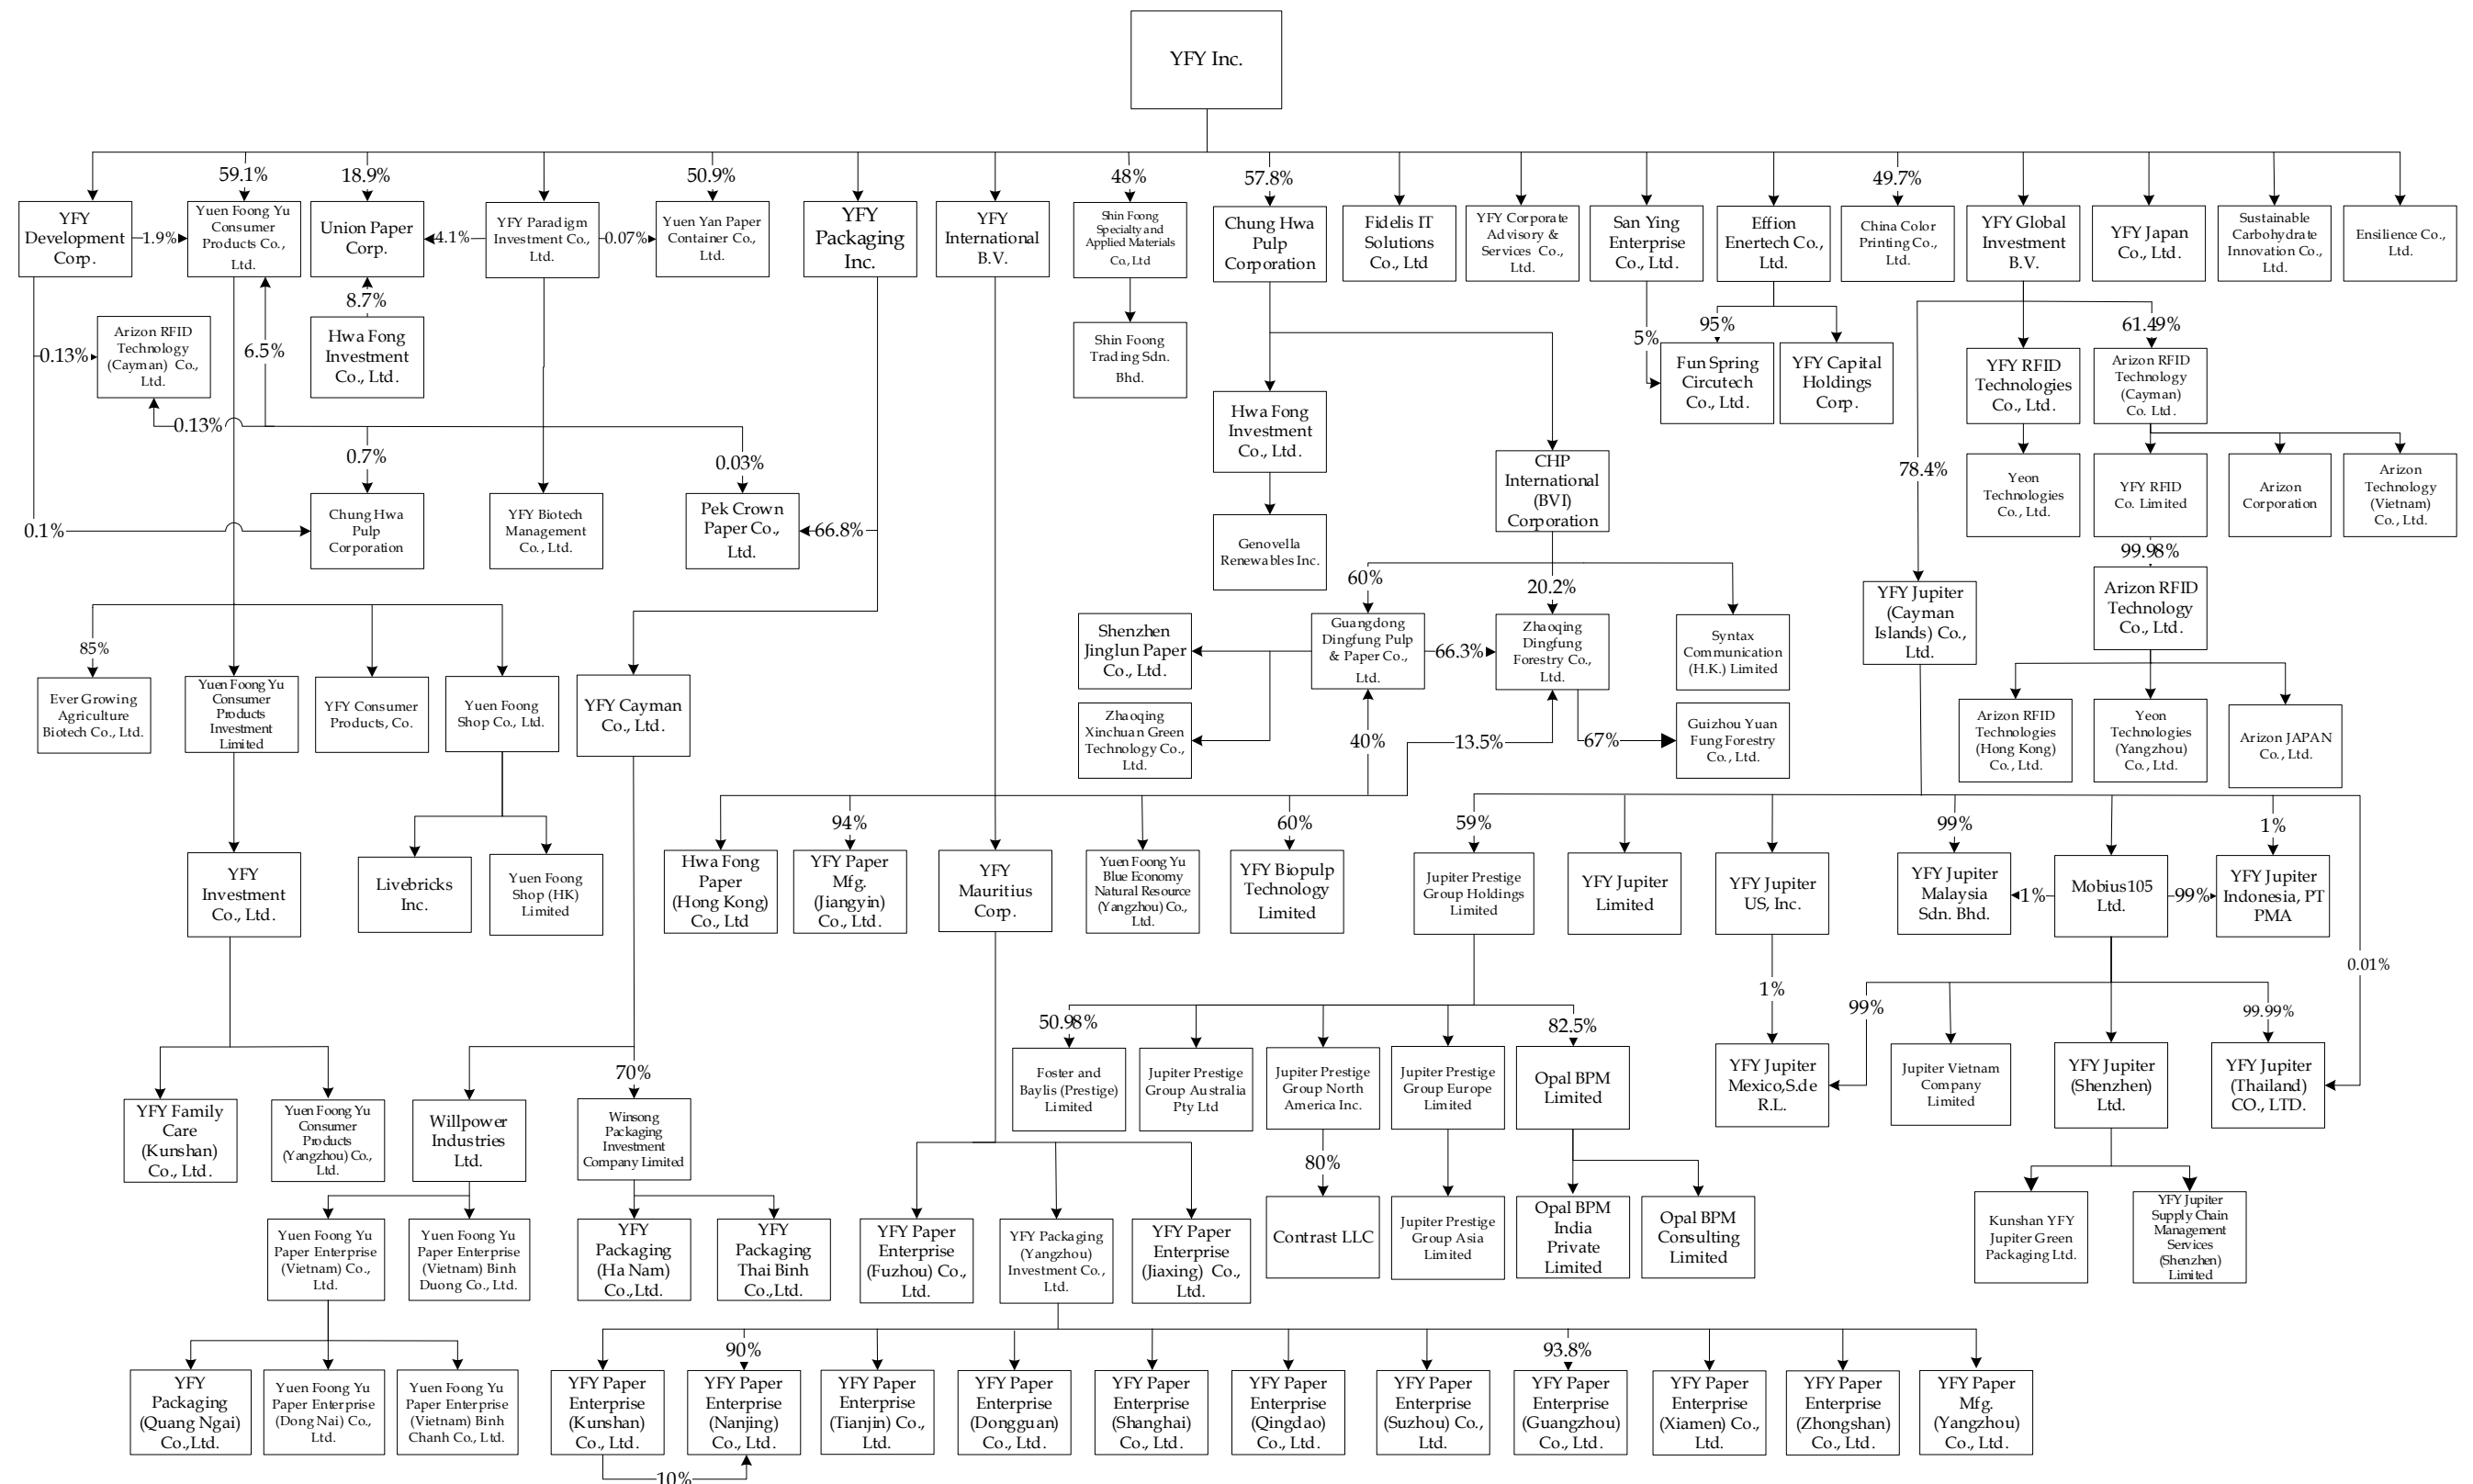 YFY Inc.
59.1%
18.9%
50.9%
48%
57.8%
49.7%
YFY
Development
Corp.
1.9%
Yuen Foong Yu
Consumer
Products Co.,
Ltd.
Union Paper
Corp.
4.1%
YFY Paradigm
Investment Co.,
Ltd.
0.07%
Yuen Yan Paper
Container Co.,
Ltd.
YFY
Packaging
Inc.
YFY
International
B.V.
Shin Foong
Specialty and
Applied Materials
Co., Ltd
Chung Hwa
Pulp
Corporation
Fidelis IT
Solutions
Co., Ltd
YFY Corporate
Advisory &
Services Co.,
Ltd.
San Ying
Enterprise
Co., Ltd.
Effion
Enertech Co.,
Ltd.
China Color
Printing Co.,
Ltd.
YFY Global
Investment
B.V.
YFY Japan
Co., Ltd.
Sustainable
Carbohydrate
Innovation Co.,
Ltd.
Ensilience Co.,
Ltd.
0.13%
Arizon RFID
Technology
(Cayman) Co.,
Ltd.
6.5%
8.7%
Hwa Fong
Investment
Co., Ltd.
Shin Foong
Trading Sdn.
Bhd.
5%
95%
Fun Spring
Circutech
Co., Ltd.
YFY Capital
Holdings
Corp.
61.49%
YFY RFID
Technologies
Co., Ltd.
Arizon RFID
Technology
(Cayman)
Co. Ltd.
0.13%
0.7%
0.03%
Hwa Fong
Investment
Co., Ltd.
CHP
International
(BVI)
Corporation
78.4%
Yeon
Technologies
Co., Ltd.
YFY RFID
Co. Limited
Arizon
Corporation
Arizon
Technology
(Vietnam)
Co., Ltd.
0.1%
Chung Hwa
Pulp
Corporation
YFY Biotech
Management
Co., Ltd.
Pek Crown
Paper Co.,
Ltd.
66.8%
Genovella
Renewables Inc.
99.98%
60%
20.2%
YFY Jupiter
(Cayman
Islands) Co.,
Ltd.
Arizon RFID
Technology
Co., Ltd.
85%
Shenzhen
Jinglun Paper
Co., Ltd.
Guangdong
Dingfung Pulp
& Paper Co.,
Ltd.
66.3%
Zhaoqing
Dingfung
Forestry Co.,
Ltd.
Syntax
Communication
(H.K.) Limited
Ever Growing
Agriculture
Biotech Co., Ltd.
Yuen Foong Yu
Consumer
Products
Investment
Limited
YFY Consumer
Products, Co.
Yuen Foong
Shop Co., Ltd.
YFY Cayman
Co., Ltd.
Zhaoqing
Xinchuan Green
Technology Co.,
Ltd.
40%
13.5%
67%
Guizhou Yuan
Fung Forestry
Co., Ltd.
Arizon RFID
Technologies
(Hong Kong)
Co., Ltd.
Yeon
Technologies
(Yangzhou)
Co., Ltd.
Arizon JAPAN
Co., Ltd.
94%
60%
59%
99%
1%
YFY
Investment
Co., Ltd.
Livebricks
Inc.
Yuen Foong
Shop (HK)
Limited
Hwa Fong
Paper
(Hong Kong)
Co., Ltd
YFY Paper
Mfg.
(Jiangyin)
Co., Ltd.
YFY
Mauritius
Corp.
Yuen Foong Yu
Blue Economy
Natural Resource
(Yangzhou) Co.,
Ltd.
YFY Biopulp
Technology
Limited
Jupiter Prestige
Group Holdings
Limited
YFY Jupiter
Limited
YFY Jupiter
US, Inc.
YFY Jupiter
Malaysia
Sdn. Bhd.
1%
Mobius105
Ltd.
99%
YFY Jupiter
Indonesia, PT
PMA
0.01%
1%
99%
99.99%
50.98%
82.5%
70%
Foster and
Baylis (Prestige)
Limited
Jupiter Prestige
Group Australia
Pty Ltd
Jupiter Prestige
Group North
America Inc.
Jupiter Prestige
Group Europe
Limited
Opal BPM
Limited
YFY Jupiter
Mexico,S.de
R.L.
Jupiter Vietnam
Company
Limited
YFY Jupiter
(Shenzhen)
Ltd.
YFY Jupiter
(Thailand)
CO., LTD.
YFY Family
Care
(Kunshan)
Co., Ltd.
Yuen Foong Yu
Consumer
Products
(Yangzhou) Co.,
Ltd.
Willpower
Industries
Ltd.
Winsong
Packaging
Investment
Company Limited
80%
Yuen Foong Yu
Paper Enterprise
(Vietnam) Co.,
Ltd.
Yuen Foong Yu
Paper Enterprise
(Vietnam) Binh
Duong Co., Ltd.
YFY
Packaging
(Ha Nam)
Co.,Ltd.
YFY
Packaging
Thai Binh
Co.,Ltd.
YFY Paper
Enterprise
(Fuzhou) Co.,
Ltd.
YFY Packaging
(Yangzhou)
Investment Co.,
Ltd.
YFY Paper
Enterprise
(Jiaxing) Co.,
Ltd.
Contrast LLC
Jupiter Prestige
Group Asia
Limited
Opal BPM
India
Private
Limited
Opal BPM
Consulting
Limited
Kunshan YFY
Jupiter Green
Packaging Ltd.
YFY Jupiter
Supply Chain
Management
Services
(Shenzhen)
Limited
90%
93.8%
YFY
Packaging
(Quang Ngai)
Co.,Ltd.
Yuen Foong Yu
Paper Enterprise
(Dong Nai) Co.,
Ltd.
Yuen Foong Yu
Paper Enterprise
(Vietnam) Binh
Chanh Co., Ltd.
YFY Paper
Enterprise
(Kunshan)
Co., Ltd.
YFY Paper
Enterprise
(Nanjing)
Co., Ltd.
YFY Paper
Enterprise
(Tianjin) Co.,
Ltd.
YFY Paper
Enterprise
(Dongguan)
Co., Ltd.
YFY Paper
Enterprise
(Shanghai)
Co., Ltd.
YFY Paper
Enterprise
(Qingdao)
Co., Ltd.
YFY Paper
Enterprise
(Suzhou) Co.,
Ltd.
YFY Paper
Enterprise
(Guangzhou)
Co., Ltd.
YFY Paper
Enterprise
(Xiamen) Co.,
Ltd.
YFY Paper
Enterprise
(Zhongshan)
Co., Ltd.
YFY Paper
Mfg.
(Yangzhou)
Co., Ltd.
10%